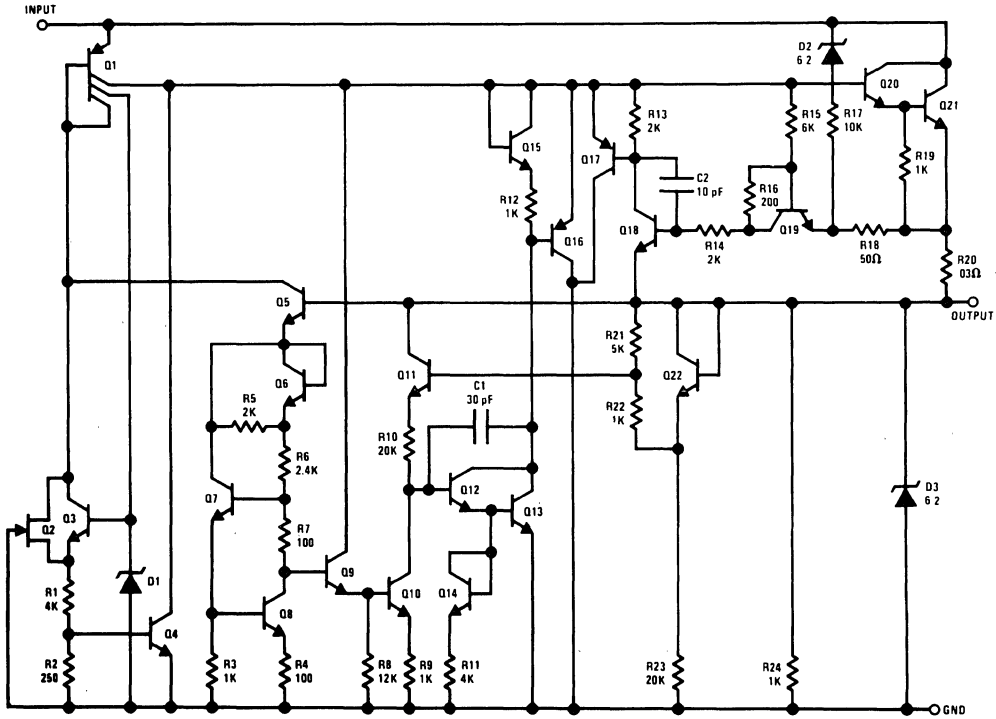 INPUT
Q1
D2
6 2
Q20
Q21
R13
2K
R15
6K
R17
10K
Q15
Q17
R19
1K
C2
10 pF
R16
200
R12
1K
Q16
Q18
R14
2K
Q19
R18
50Ω
R20
03Ω
Q5
OUTPUT
R21
5K
Q11
Q22
Q6
C1
30 pF
R5
2K
R22
1K
R10
20K
R6
2.4K
Q7
Q12
D3
6 2
Q2
Q3
Q13
R7
100
R1
4K
D1
Q9
Q10
Q14
Q8
Q4
R2
250
R3
1K
R4
100
R8
12K
R9
1K
R11
4K
R23
20K
R24
1K
GND